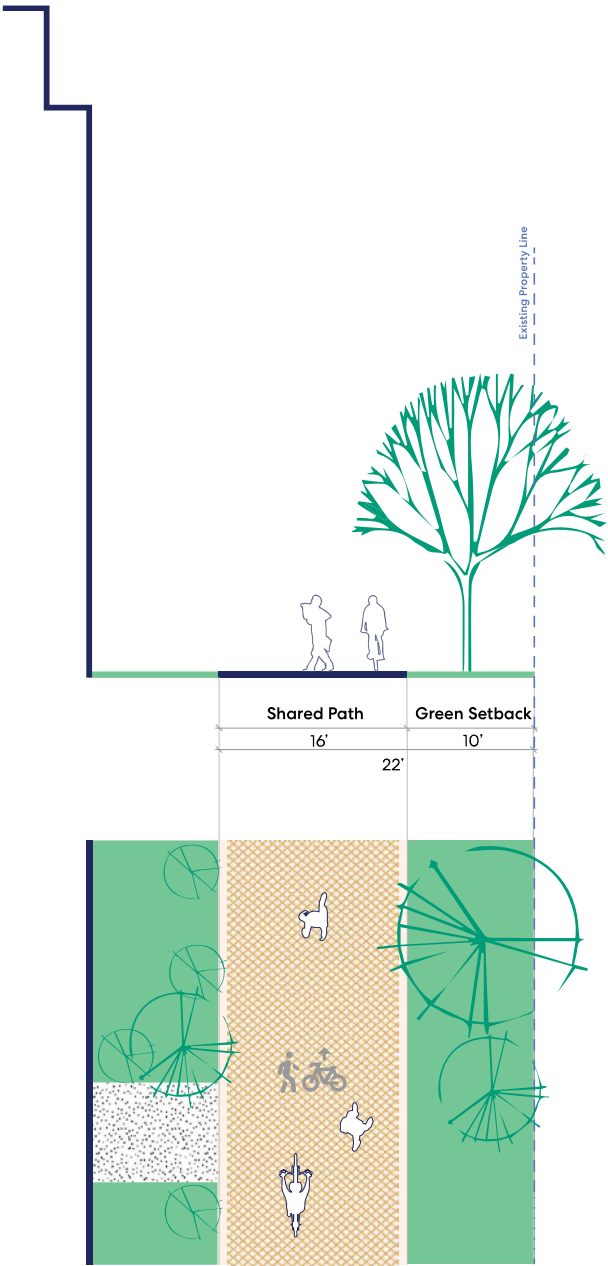 Existing Property Line
Shared Path
Green Setback
16’
10’
22’